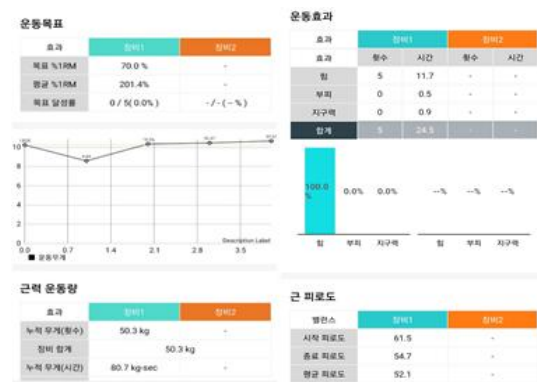 운동목표
효과 장비1 장비2
목표 %1RM 70.0 % -
평균 %1RM 201.4% -
목표 달성률 0 / 5( 0.0% ) - / - ( -- % )
10
8
6
4
2
0
0.0 0.7 1.4 2.1 2.8 3.5
Description Label
운동무게
근력 운동량
효과 장비1 장비2
누적 무게(횟수) 50.3 kg -
장비 합계 50.3 kg
누적 무게(시간) 80.7 kg·sec -
운동효과
효과 장비1 장비2
효과 횟수 시간 횟수 시간
힘 5 11.7 - -
부피 0 0.5 - -
지구력 0 0.9 - -
합계 5 24.5 - -
100.0 % 0.0% 0.0% --% --% --%
힘 부피 지구력 힘 부피 지구력
근 피로도
밸런스 장비1 장비2
시작 피로도 61.5 -
종료 피로도 54.7 -
평균 피로도 52.1 -